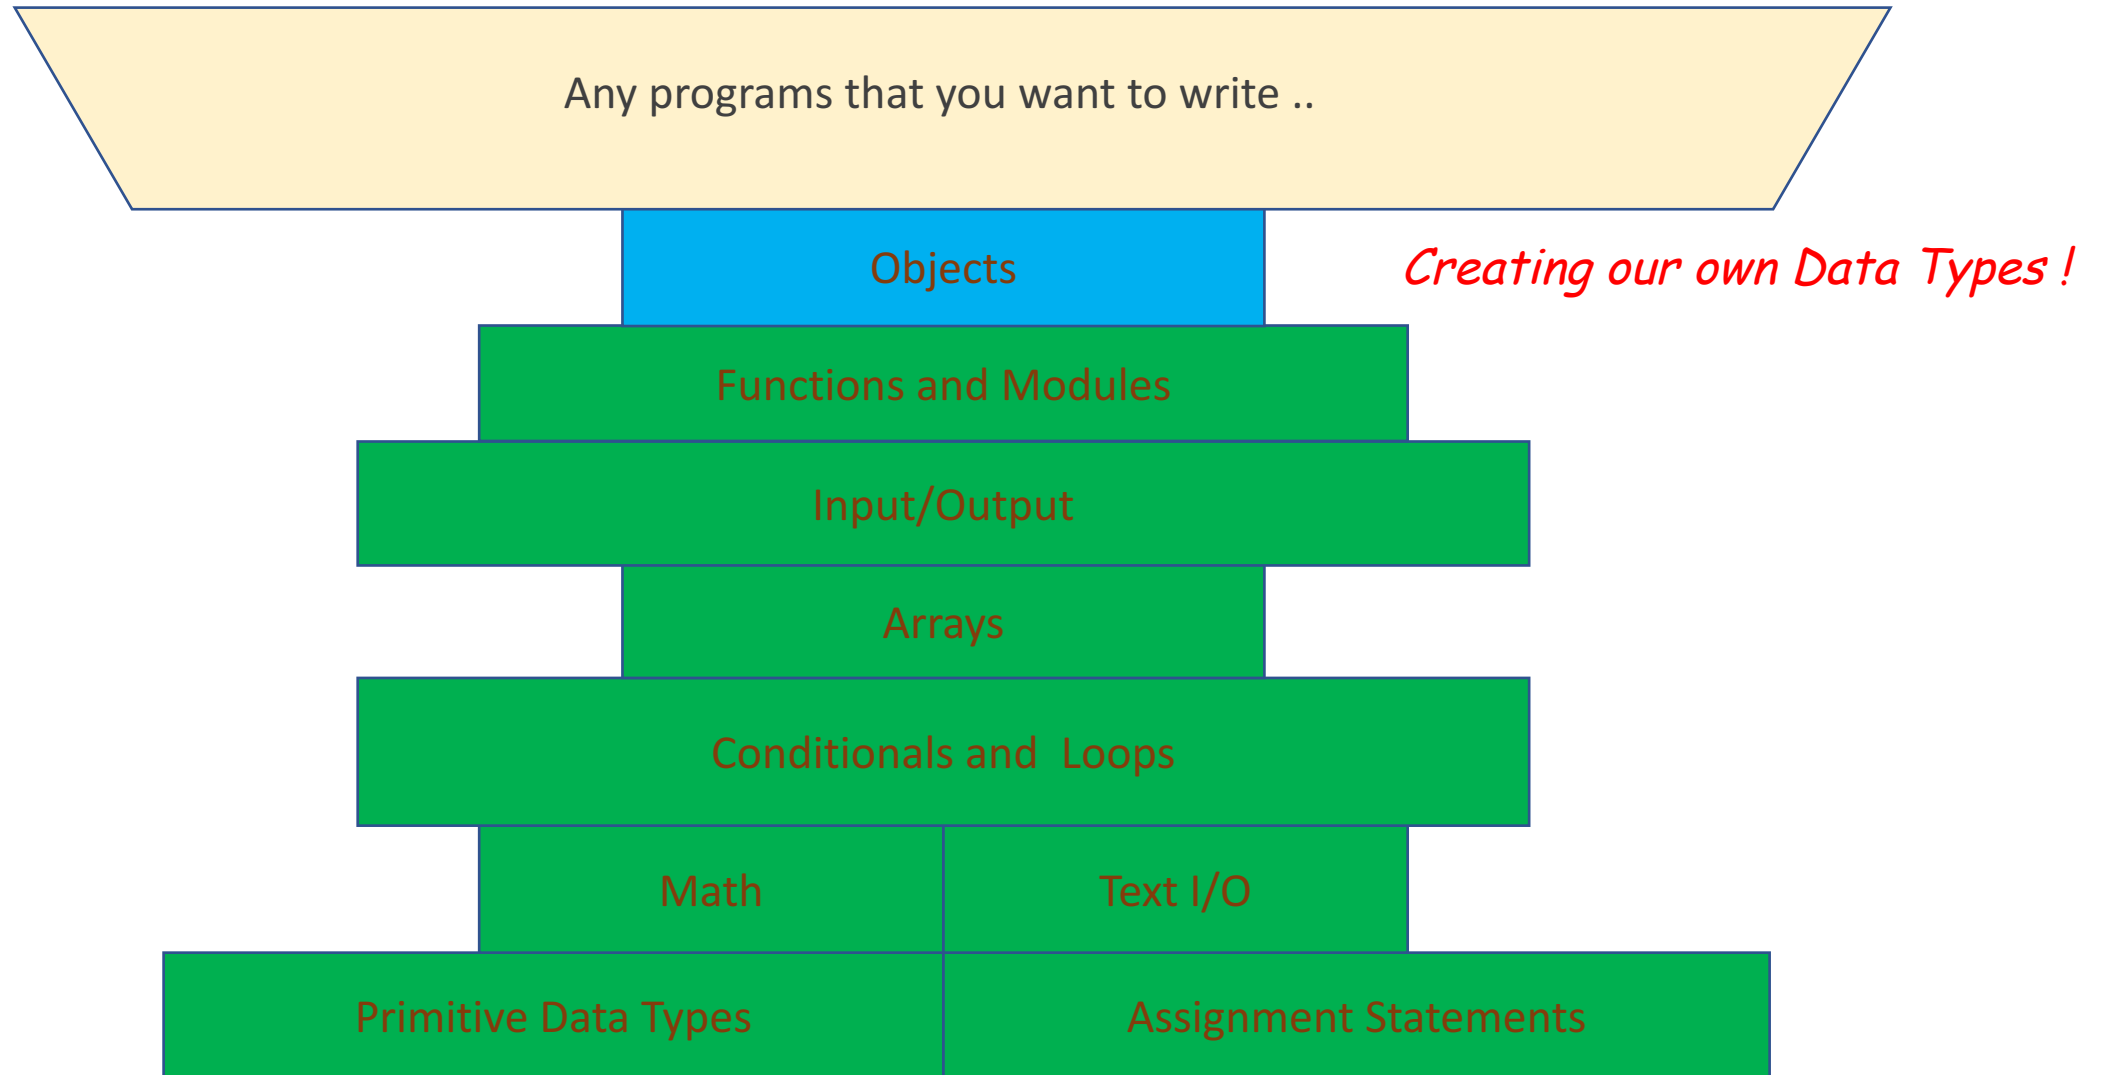 Any programs that you want to write ..
Objects
Creating our own Data Types !
Functions and Modules
Input/Output
Arrays
Conditionals and  Loops
Math
Text I/O
Primitive Data Types
Assignment Statements